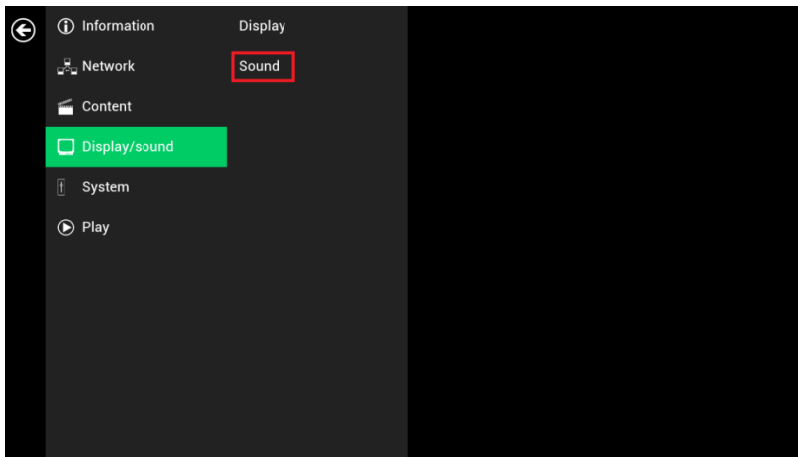 Information
Network
Content
Display/sound
System
Play
Display
Sound